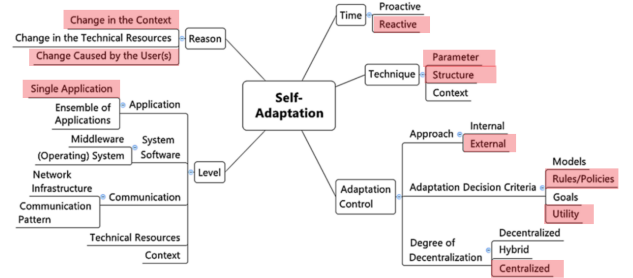 Change in the Context
Change in the Technical Resources
Change Caused by the User(s)
Reason
Time
Proactive
Reactive
Technique
Parameter
Structure
Context
Self-
Adaptation
Single Application
Ensemble of
Applications
Application
Middleware
(Operating) System
System
Software
Level
Network
Infrastructure
Communication
Pattern
Communication
Technical Resources
Context
Adaptation
Control
Approach
Internal
External
Adaptation Decision Criteria
Models
Rules/Policies
Goals
Utility
Degree of
Decentralization
Decentralized
Hybrid
Centralized